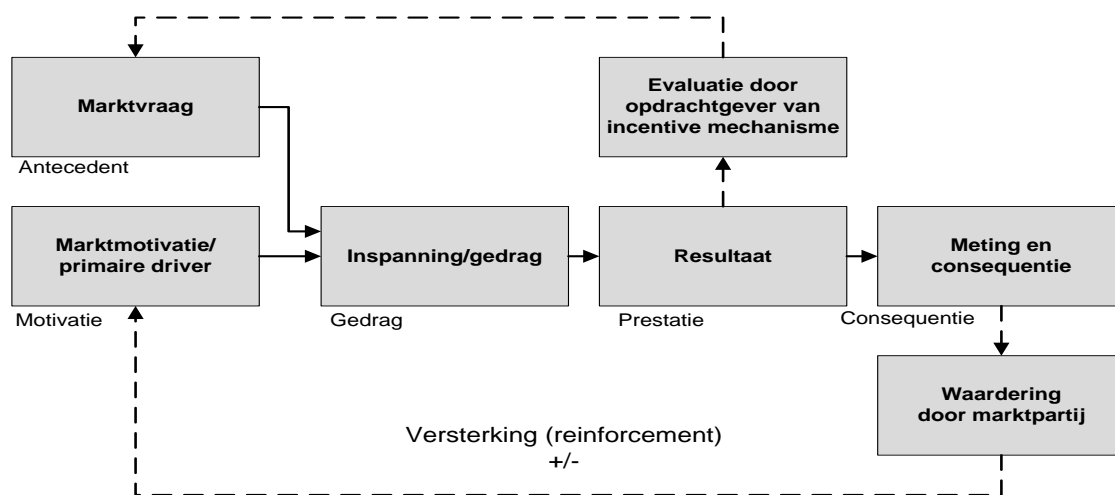 Marktvraag
Antecedent
Evaluatie door
opdrachtgever van
incentive mechanisme
Marktmotivatie/
primaire driver
Motivatie
Inspanning/gedrag
Gedrag
Resultaat
Prestatie
Meting en
consequentie
Consequentie
Waardering
door marktpartij
Versterking (reinforcement)
+/-